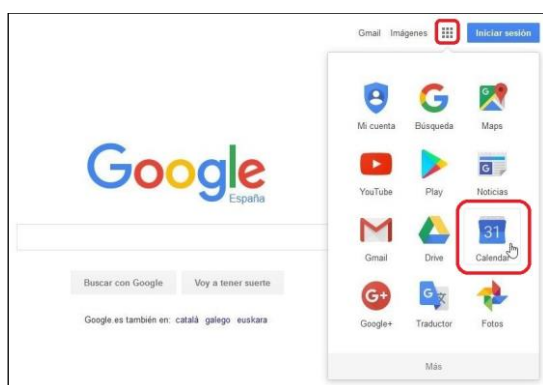 Gmail Imágenes Iniciar sesión
Mi cuenta Búsqueda Maps
YouTube Play Noticias
Gmail Drive Calendar
Google+ Traductor Fotos
Más
Google
España
Buscar con Google Voy a tener suerte
Google.es también en: català galego euskara
31
G+